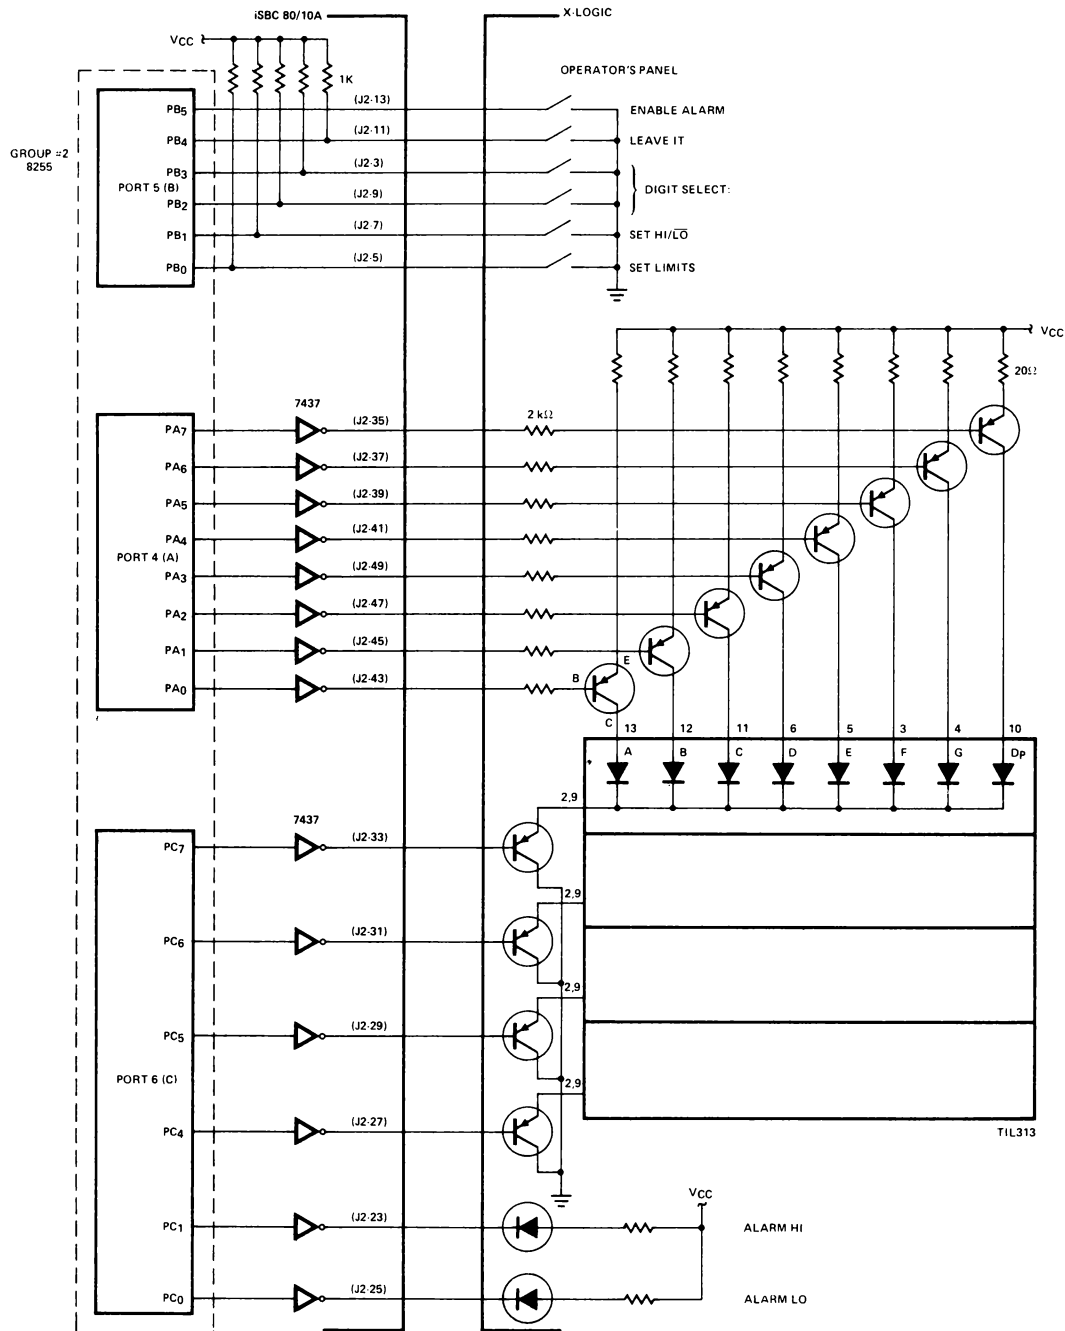 iSBC 80/10A
X-LOGIC
VCC
1K
OPERATOR'S PANEL
GROUP #2
8255
PORT 5 (B)
PB5 (J2-13) ENABLE ALARM
PB4 (J2-11) LEAVE IT
PB3 (J2-3)
DIGIT SELECT:
PB2 (J2-9)
PB1 (J2-7) SET HI/L̅O̅
PB0 (J2-5) SET LIMITS
VCC
20Ω
7437
2 kΩ
PORT 4 (A)
PA7 (J2-35)
PA6 (J2-37)
PA5 (J2-39)
PA4 (J2-41)
PA3 (J2-49)
PA2 (J2-47)
PA1 (J2-45)
PA0 (J2-43)
B E C
13 12 11 6 5 3 4 10
A B C D E F G DP
7437
PORT 6 (C)
PC7 (J2-33) 2,9
PC6 (J2-31) 2,9
PC5 (J2-29) 2,9
PC4 (J2-27) 2,9
TIL313
VCC
PC1 (J2-23) ALARM HI
PC0 (J2-25) ALARM LO